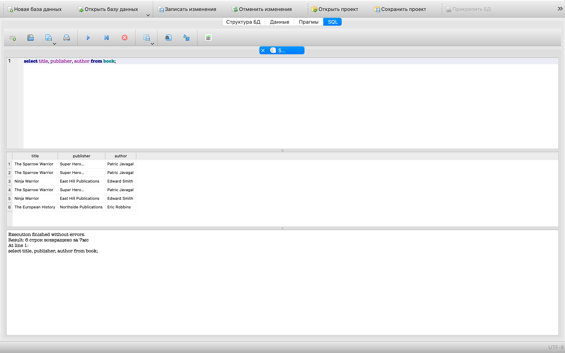 Новая база данных Открыть базу данных Записать изменения Отменить изменение Открыть проект Сохранить проект Прикрепить БД »
Структура БД Данные Прагмы SQL
S...
1 select title, publisher, author from book;
title publisher author
1 The Sparrow Warrior Super Hero... Patric Javagal
2 The Sparrow Warrior Super Hero... Patric Javagal
3 Ninja Warrior East Hill Publications Edward Smith
4 The Sparrow Warrior Super Hero... Patric Javagal
5 Ninja Warrior East Hill Publications Edward Smith
6 The European History Northside Publications Eric Robbins
Execution finished without errors.
Result: 6 строк возвращено за 7мс
At line 1:
select title, publisher, author from book;
UTF-8